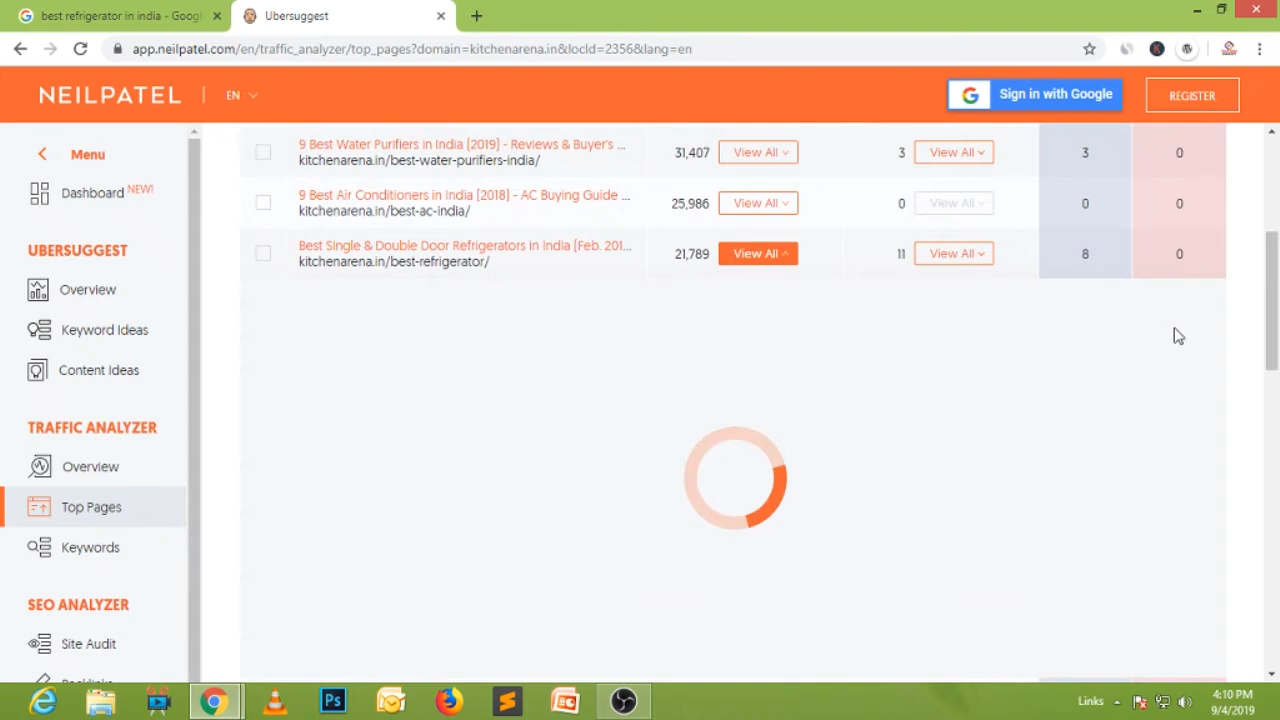 best refrigerator in india - Goog
Ubersuggest
app.neilpatel.com/en/traffic_analyzer/top_pages?domain=kitchenarena.in&locId=2356&lang=en
NEILPATEL
EN
Sign in with Google
REGISTER
Menu
Dashboard NEW!
UBERSUGGEST
Overview
Keyword Ideas
Content Ideas
TRAFFIC ANALYZER
Overview
Top Pages
Keywords
SEO ANALYZER
Site Audit
Backlinks
9 Best Water Purifiers in India [2019] - Reviews & Buyer's ...
kitchenarena.in/best-water-purifiers-india/
31,407 View All 3 View All 3 0
9 Best Air Conditioners in India [2018] - AC Buying Guide ...
kitchenarena.in/best-ac-india/
25,986 View All 0 View All 0 0
Best Single & Double Door Refrigerators in India [Feb. 201...
kitchenarena.in/best-refrigerator/
21,789 View All 11 View All 8 0
Ps
Links
4:10 PM
9/4/2019